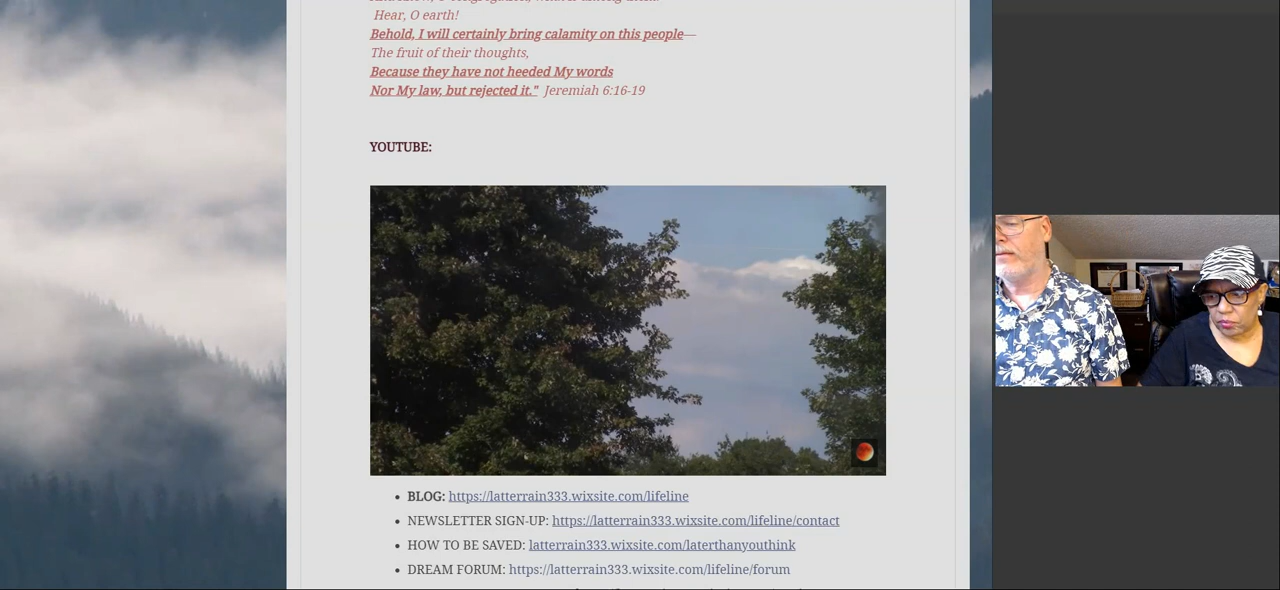 Hear, O earth!
Behold, I will certainly bring calamity on this people—
The fruit of their thoughts,
Because they have not heeded My words
Nor My law, but rejected it." Jeremiah 6:16-19
YOUTUBE:
BLOG: https://latterrain333.wixsite.com/lifeline
NEWSLETTER SIGN-UP: https://latterrain333.wixsite.com/lifeline/contact
HOW TO BE SAVED: latterrain333.wixsite.com/laterthanyouthink
DREAM FORUM: https://latterrain333.wixsite.com/lifeline/forum